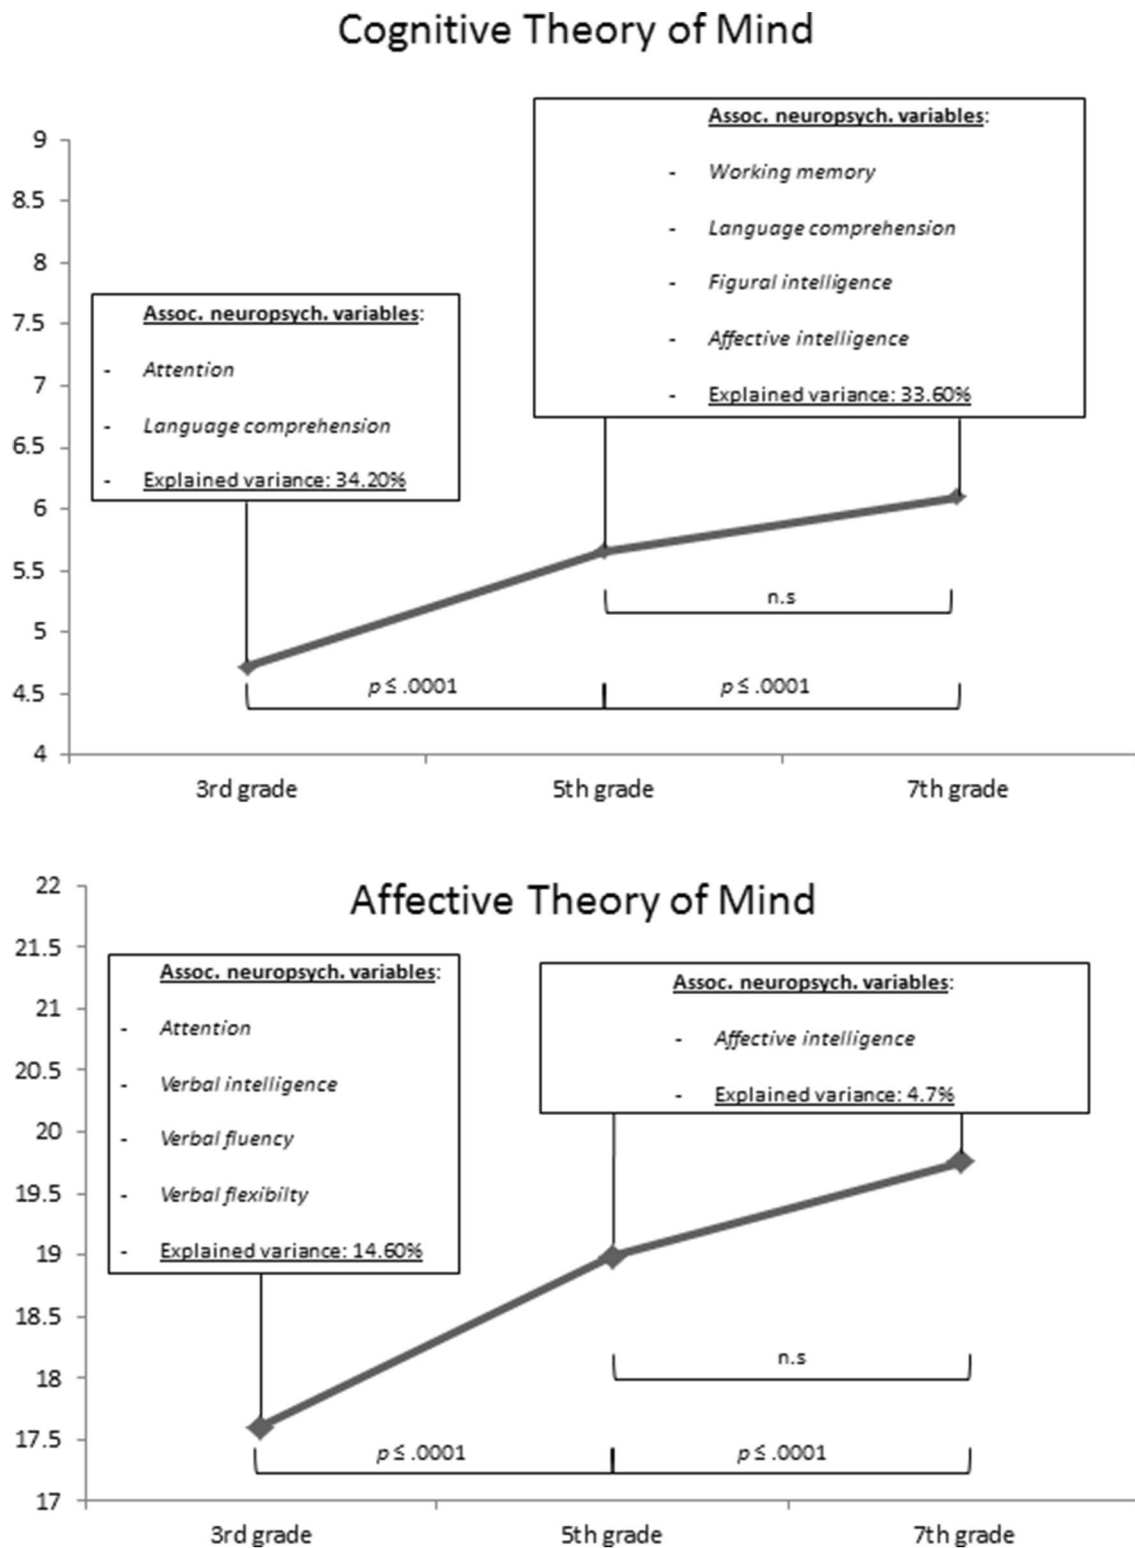 Cognitive Theory of Mind
9
8.5
8
7.5
7
6.5
6
5.5
5
4.5
4
Assoc. neuropsych. variables:
- Attention
- Language comprehension
- Explained variance: 34.20%
Assoc. neuropsych. variables:
- Working memory
- Language comprehension
- Figural intelligence
- Affective intelligence
- Explained variance: 33.60%
n.s
p ≤ .0001
p ≤ .0001
3rd grade
5th grade
7th grade
Affective Theory of Mind
22
21.5
21
20.5
20
19.5
19
18.5
18
17.5
17
Assoc. neuropsych. variables:
- Attention
- Verbal intelligence
- Verbal fluency
- Verbal flexibilty
- Explained variance: 14.60%
Assoc. neuropsych. variables:
- Affective intelligence
- Explained variance: 4.7%
n.s
p ≤ .0001
p ≤ .0001
3rd grade
5th grade
7th grade